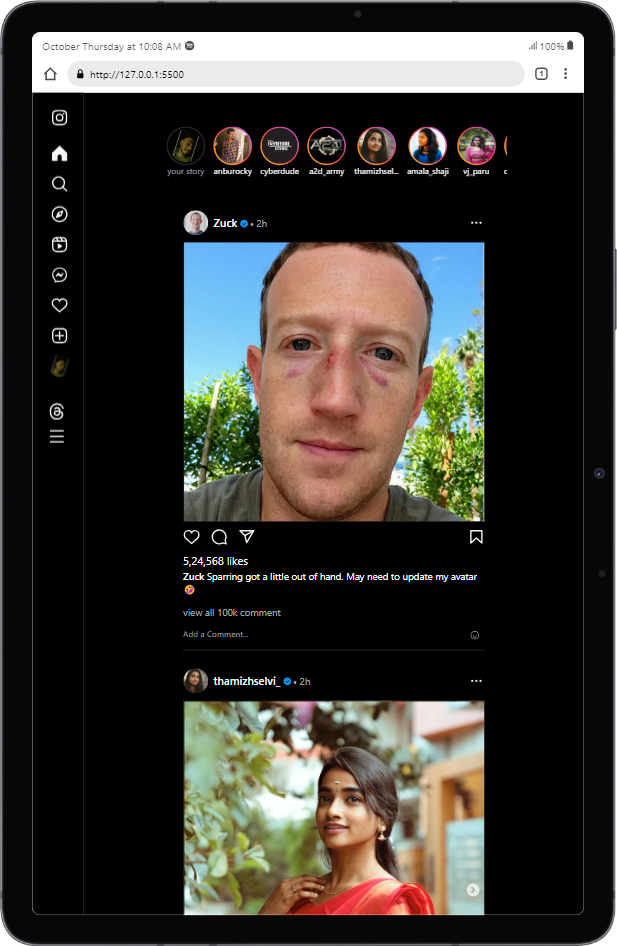 October Thursday at 10:08 AM
100%
http://127.0.0.1:5500
1
your story
anburocky
cyberdude
a2d_army
thamizhsel...
amala_shaji
vj_paru
Zuck • 2h
5,24,568 likes
Zuck Sparring got a little out of hand. May need to update my avatar
🤣
view all 100k comment
Add a Comment...
thamizhselvi_ • 2h